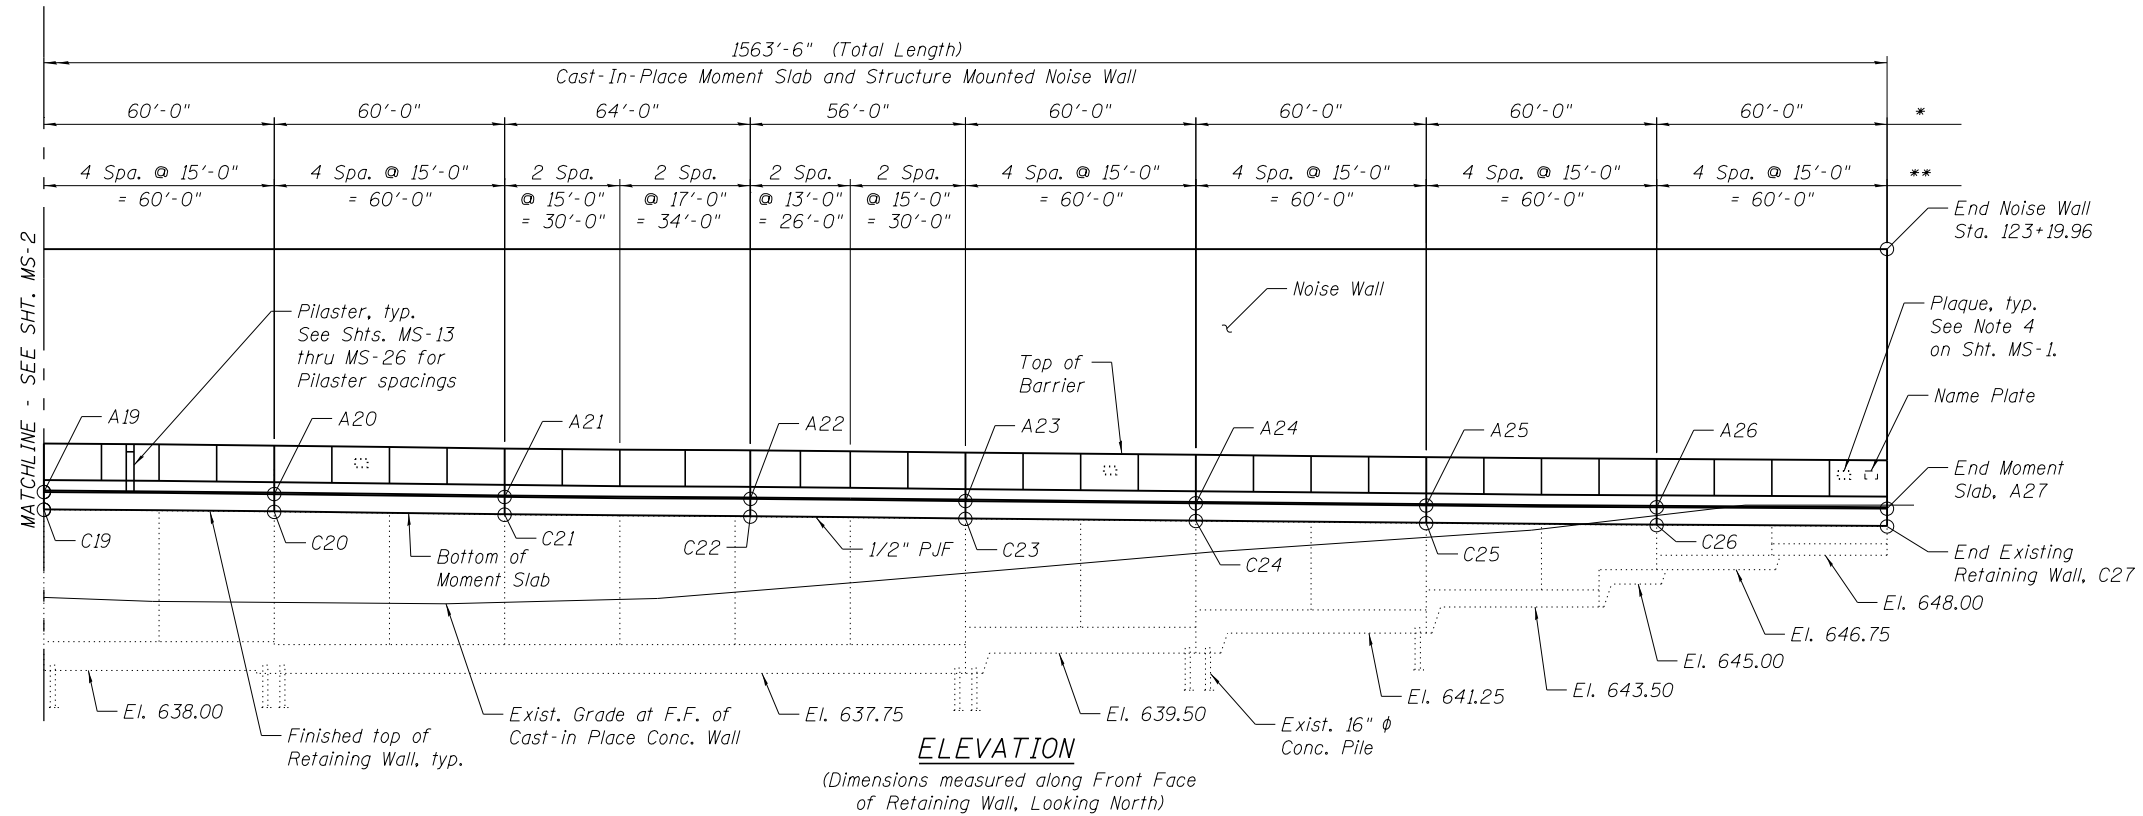 1563'-6" (Total Length)
Cast-In-Place Moment Slab and Structure Mounted Noise Wall
60'-0"
60'-0"
64'-0"
56'-0"
60'-0"
60'-0"
60'-0"
60'-0"
*
4 Spa. @ 15'-0"
= 60'-0"
4 Spa. @ 15'-0"
= 60'-0"
2 Spa.
@ 15'-0"
= 30'-0"
2 Spa.
@ 17'-0"
= 34'-0"
2 Spa.
@ 13'-0"
= 26'-0"
2 Spa.
@ 15'-0"
= 30'-0"
4 Spa. @ 15'-0"
= 60'-0"
4 Spa. @ 15'-0"
= 60'-0"
4 Spa. @ 15'-0"
= 60'-0"
4 Spa. @ 15'-0"
= 60'-0"
**
MATCHLINE - SEE SHT. MS-2
End Noise Wall
Sta. 123+19.96
Noise Wall
Pilaster, typ.
See Shts. MS-13
thru MS-26 for
Pilaster spacings
Plaque, typ.
See Note 4
on Sht. MS-1.
Top of
Barrier
Name Plate
A19
A20
A21
A22
A23
A24
A25
A26
End Moment
Slab, A27
C19
C20
C21
C22
C23
C24
C25
C26
Bottom of
Moment Slab
1/2" PJF
End Existing
Retaining Wall, C27
El. 648.00
El. 646.75
El. 645.00
El. 643.50
El. 641.25
El. 639.50
El. 637.75
El. 638.00
Exist. Grade at F.F. of
Cast-in Place Conc. Wall
Exist. 16" ϕ
Conc. Pile
Finished top of
Retaining Wall, typ.
ELEVATION
(Dimensions measured along Front Face
of Retaining Wall, Looking North)